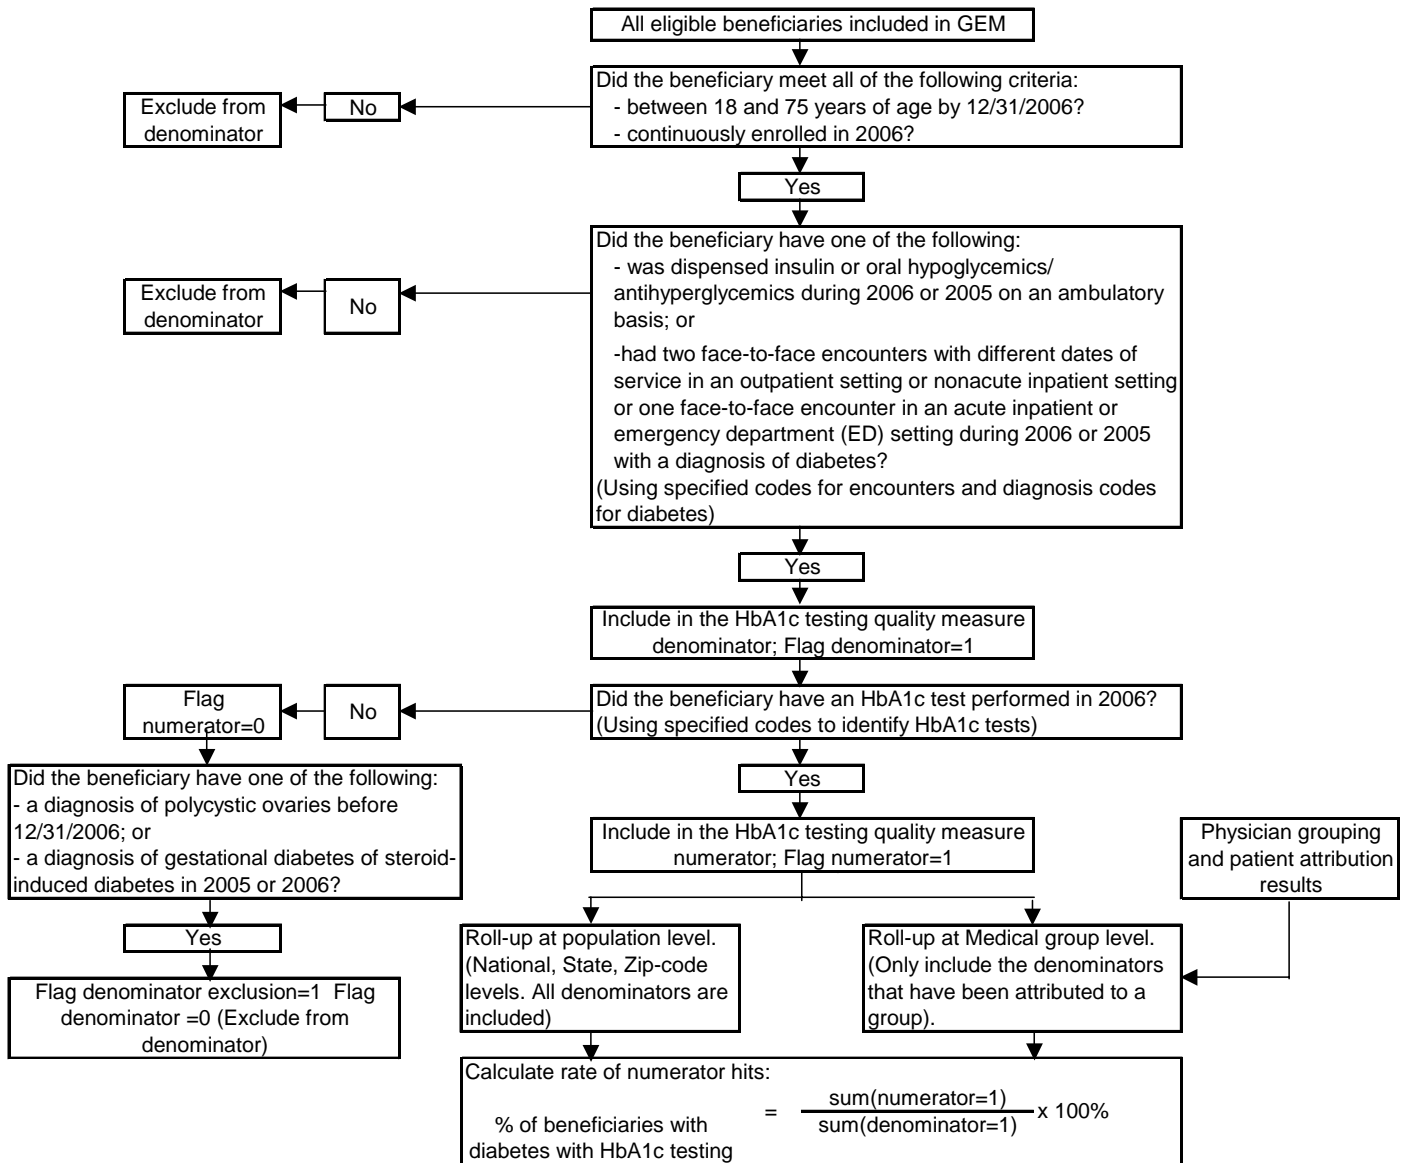 All eligible beneficiaries included in GEM
Did the beneficiary meet all of the following criteria:
- between 18 and 75 years of age by 12/31/2006?
- continuously enrolled in 2006?
No
Exclude from
denominator
Yes
Did the beneficiary have one of the following:
- was dispensed insulin or oral hypoglycemics/
antihyperglycemics during 2006 or 2005 on an ambulatory
basis; or
-had two face-to-face encounters with different dates of
service in an outpatient setting or nonacute inpatient setting
or one face-to-face encounter in an acute inpatient or
emergency department (ED) setting during 2006 or 2005
with a diagnosis of diabetes?
(Using specified codes for encounters and diagnosis codes
for diabetes)
No
Exclude from
denominator
Yes
Include in the HbA1c testing quality measure
denominator; Flag denominator=1
Did the beneficiary have an HbA1c test performed in 2006?
(Using specified codes to identify HbA1c tests)
No
Flag
numerator=0
Did the beneficiary have one of the following:
- a diagnosis of polycystic ovaries before
12/31/2006; or
- a diagnosis of gestational diabetes of steroid-
induced diabetes in 2005 or 2006?
Yes
Flag denominator exclusion=1 Flag
denominator =0 (Exclude from
denominator)
Yes
Include in the HbA1c testing quality measure
numerator; Flag numerator=1
Physician grouping
and patient attribution
results
Roll-up at population level.
(National, State, Zip-code
levels. All denominators are
included)
Roll-up at Medical group level.
(Only include the denominators
that have been attributed to a
group).
Calculate rate of numerator hits:
% of beneficiaries with
diabetes with HbA1c testing
=
sum(numerator=1)
sum(denominator=1)
x 100%